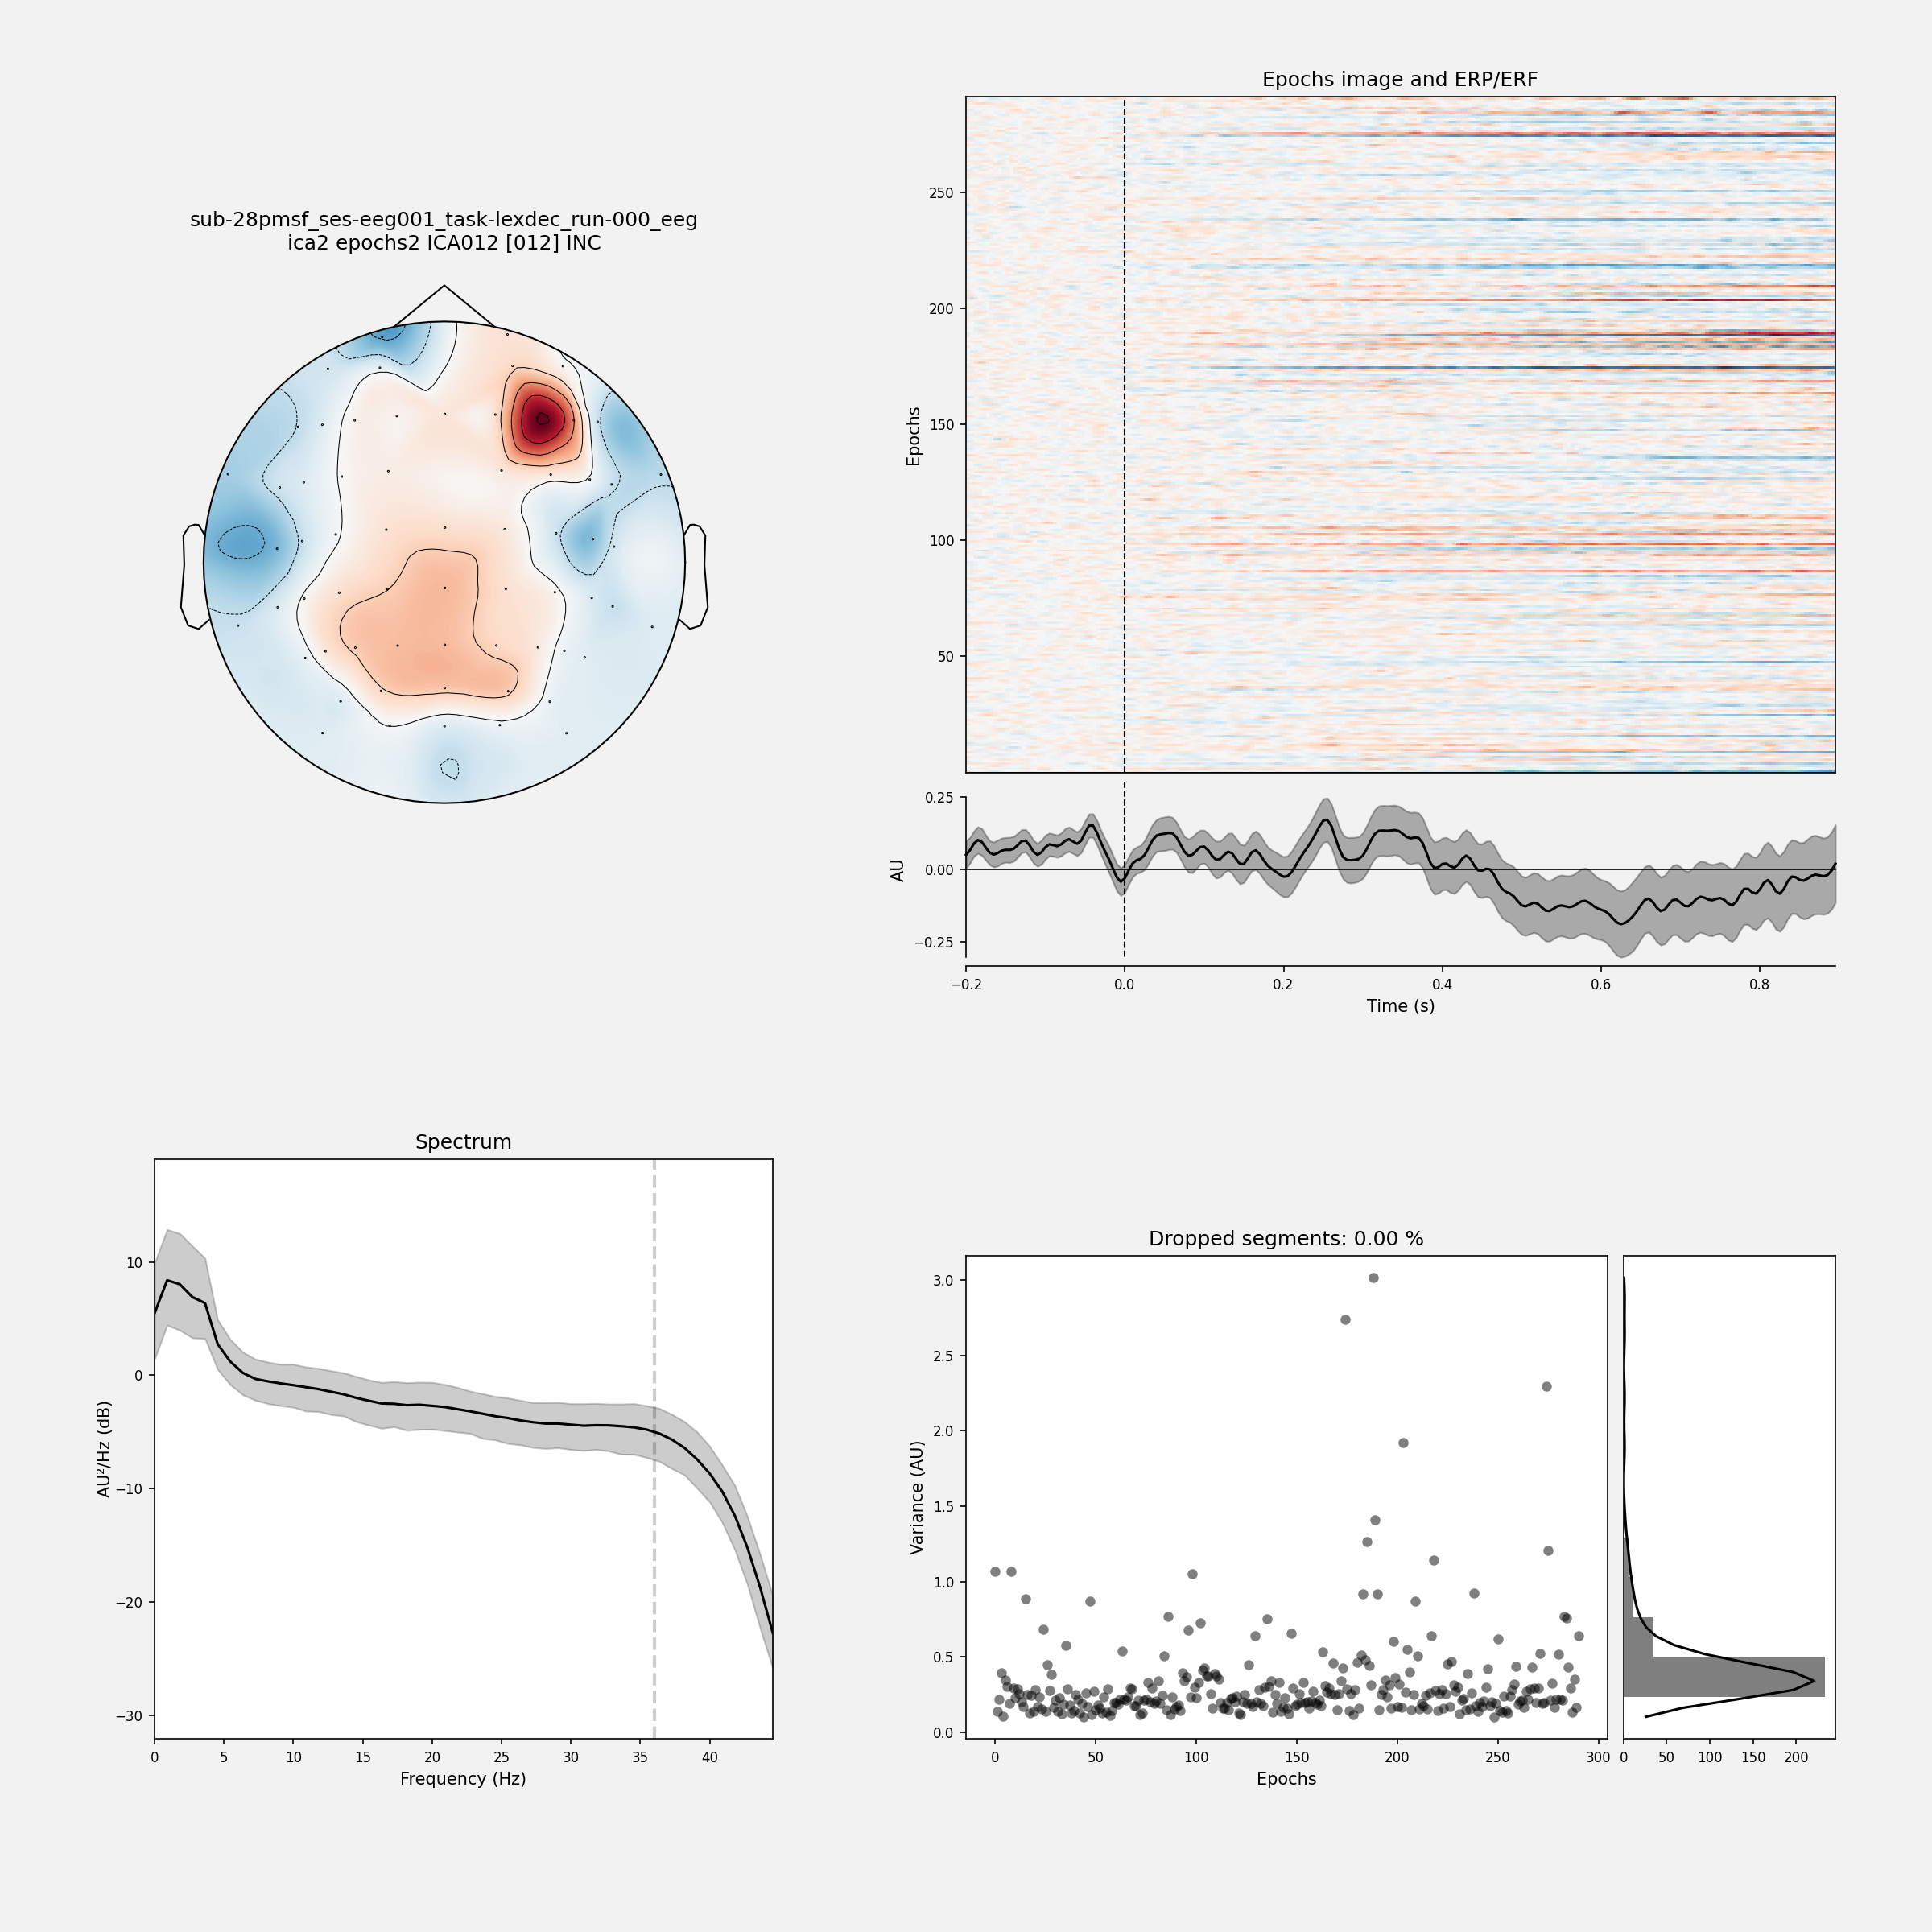 Epochs image and ERP/ERF
sub-28pmsf_ses-eeg001_task-lexdec_run-000_eeg
ica2 epochs2 ICA012 [012] INC
Epochs
250
200
150
100
50
AU
0.25
0.00
−0.25
−0.2 0.0 0.2 0.4 0.6 0.8
Time (s)
Spectrum
AU²/Hz (dB)
10
0
−10
−20
−30
0 5 10 15 20 25 30 35 40
Frequency (Hz)
Dropped segments: 0.00 %
Variance (AU)
3.0
2.5
2.0
1.5
1.0
0.5
0.0
0 50 100 150 200 250 300
Epochs
0 50 100 150 200